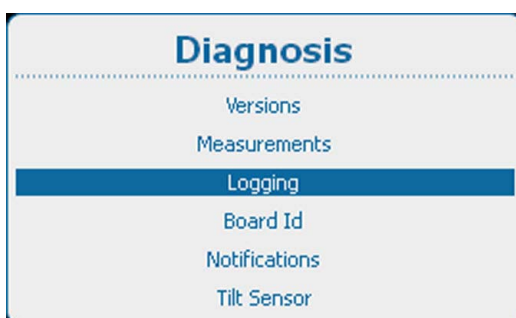 Diagnosis
Versions
Measurements
Logging
Board Id
Notifications
Tilt Sensor